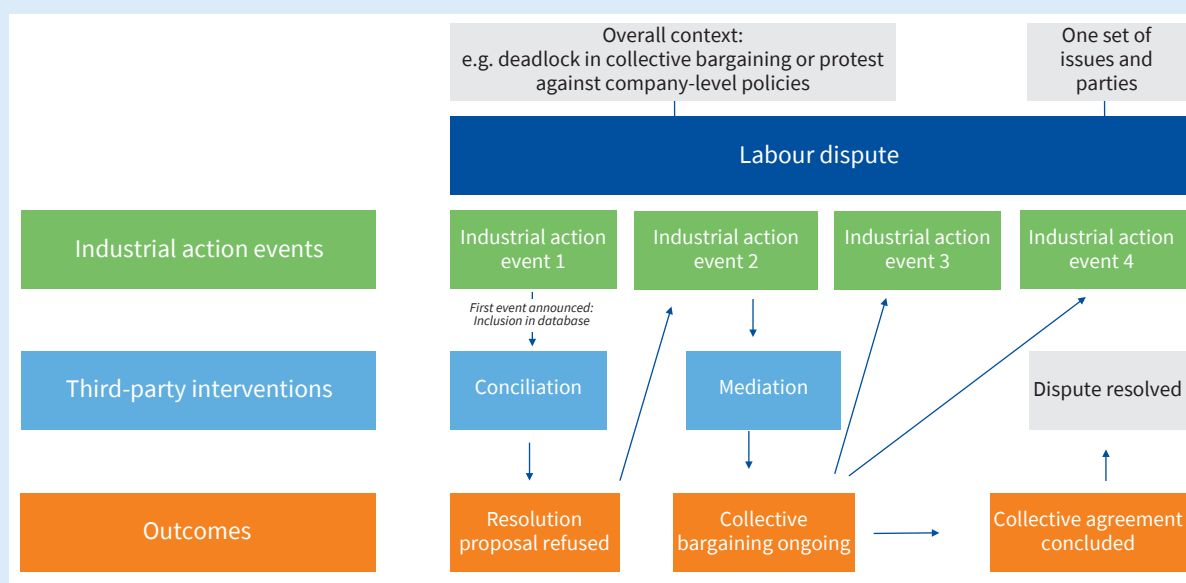 Overall context:
e.g. deadlock in collective bargaining or protest
against company-level policies
One set of
issues and
parties
Labour dispute
Industrial action events
Industrial action
event 1
Industrial action
event 2
Industrial action
event 3
Industrial action
event 4
First event announced:
Inclusion in database
Third-party interventions
Conciliation
Mediation
Dispute resolved
Outcomes
Resolution
proposal refused
Collective
bargaining ongoing
Collective agreement
concluded